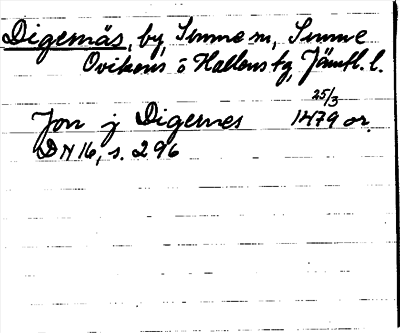 Digernäs, by, Sunne sn, Sunne
Ovikens o Hallens tg, Jämtl. l.
25/3
Jon j Digernes 1479 or.
DN 16, s. 296